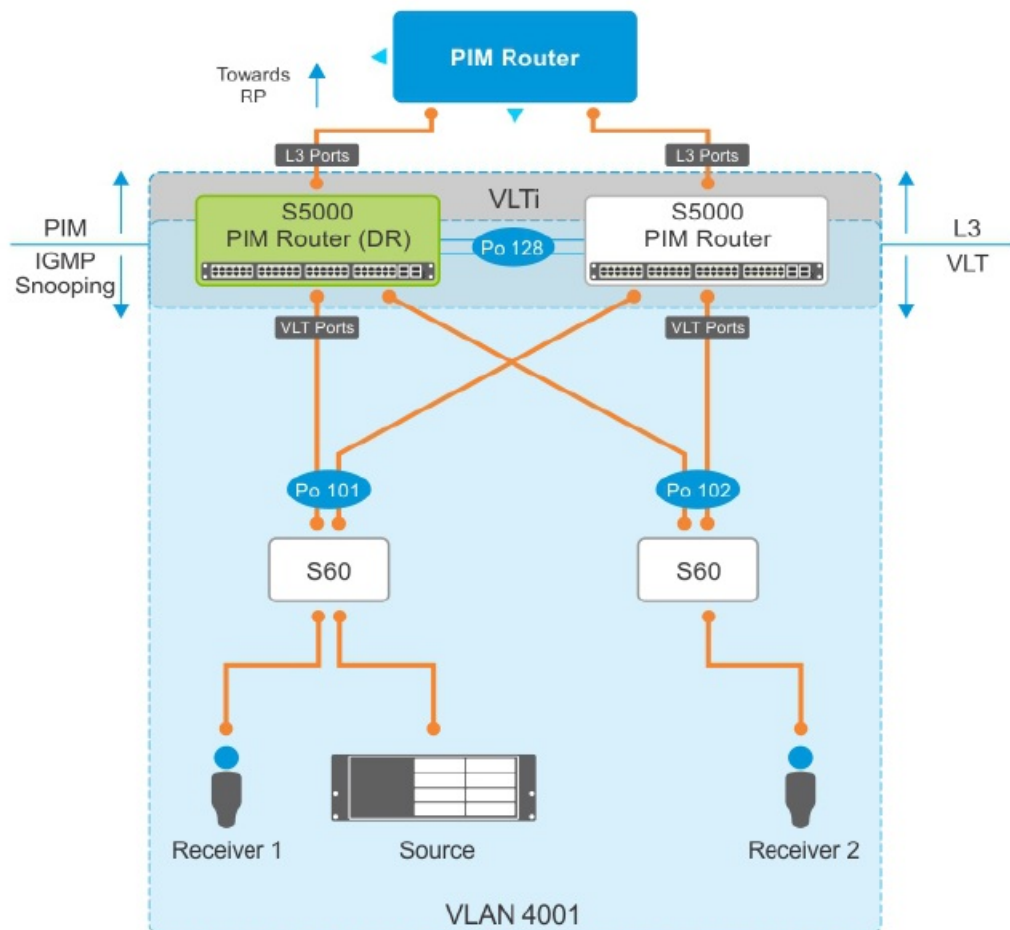 PIM Router
Towards
RP
L3 Ports
L3 Ports
VLTi
S5000
PIM Router (DR)
S5000
PIM Router
Po 128
PIM
IGMP
Snooping
L3
VLT
VLT Ports
VLT Ports
Po 101
Po 102
S60
S60
Receiver 1
Source
Receiver 2
VLAN 4001